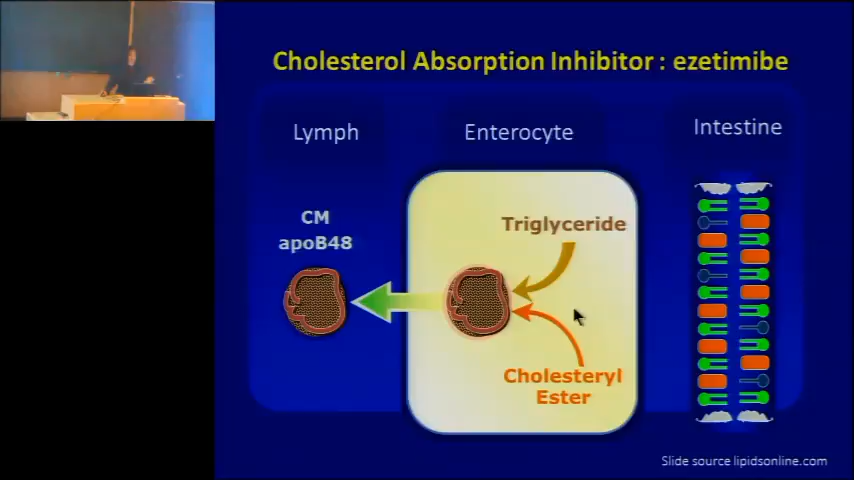 Cholesterol Absorption Inhibitor : ezetimibe
Lymph
Enterocyte
Intestine
CM
apoB48
Triglyceride
Cholesteryl
Ester
Slide source lipidsonline.com